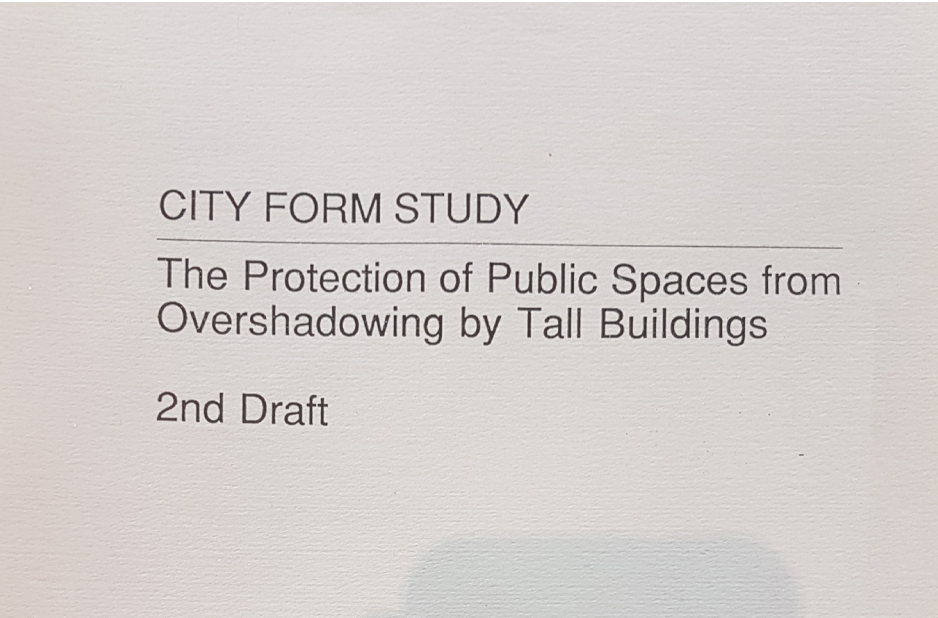 CITY FORM STUDY
The Protection of Public Spaces from
Overshadowing by Tall Buildings
2nd Draft